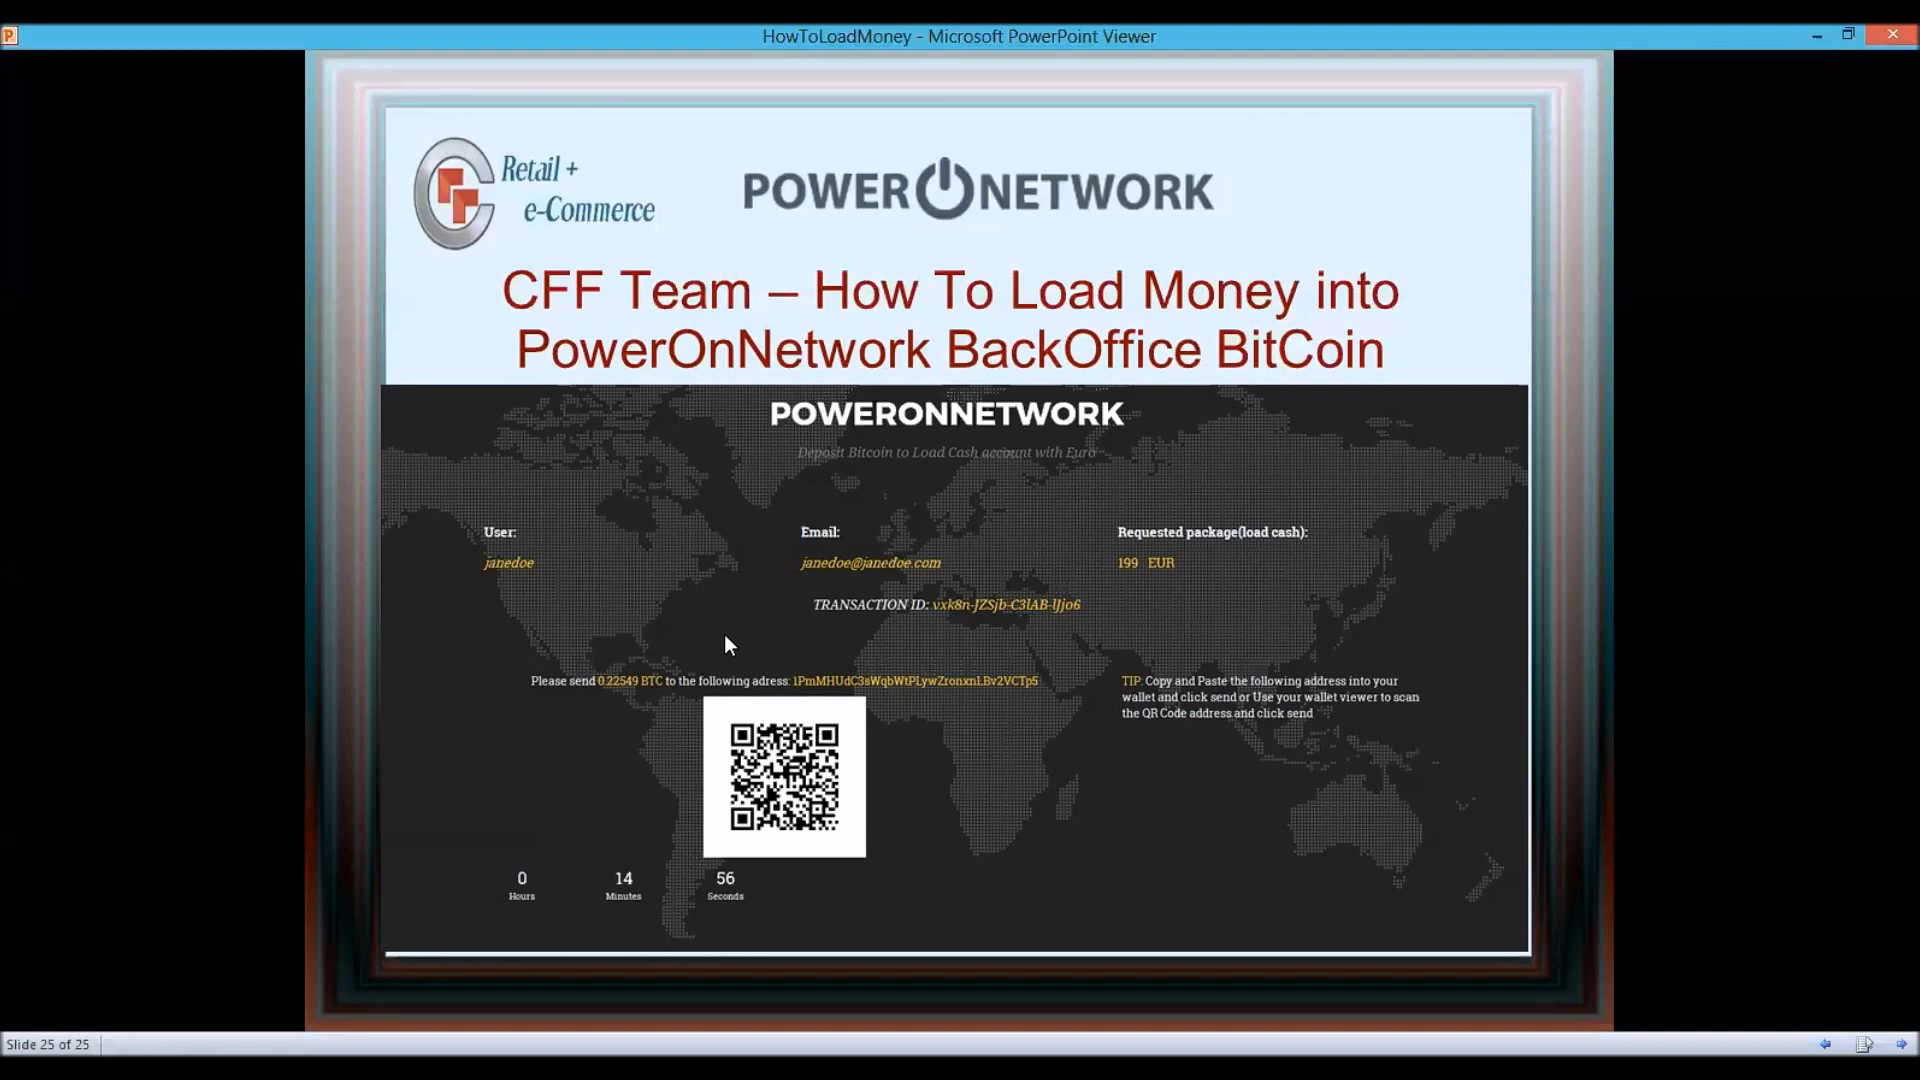 HowToLoadMoney - Microsoft PowerPoint Viewer
Retail +
e-Commerce
POWER NETWORK
CFF Team – How To Load Money into
PowerOnNetwork BackOffice BitCoin
POWERONNETWORK
Deposit Bitcoin to Load Cash account with Euro
User: Email: Requested package(load cash):
janedoe janedoe@janedoe.com 199 EUR
TRANSACTION ID: vxk8n-JZSjb-C3lAB-lJjo6
Please send 0.22549 BTC to the following adress: 1PmMHUdC3sWqbWtPLywZronxnLBv2VCTp5
TIP: Copy and Paste the following address into your
wallet and click send or Use your wallet viewer to scan
the QR Code address and click send
0 14 56
Hours Minutes Seconds
Slide 25 of 25